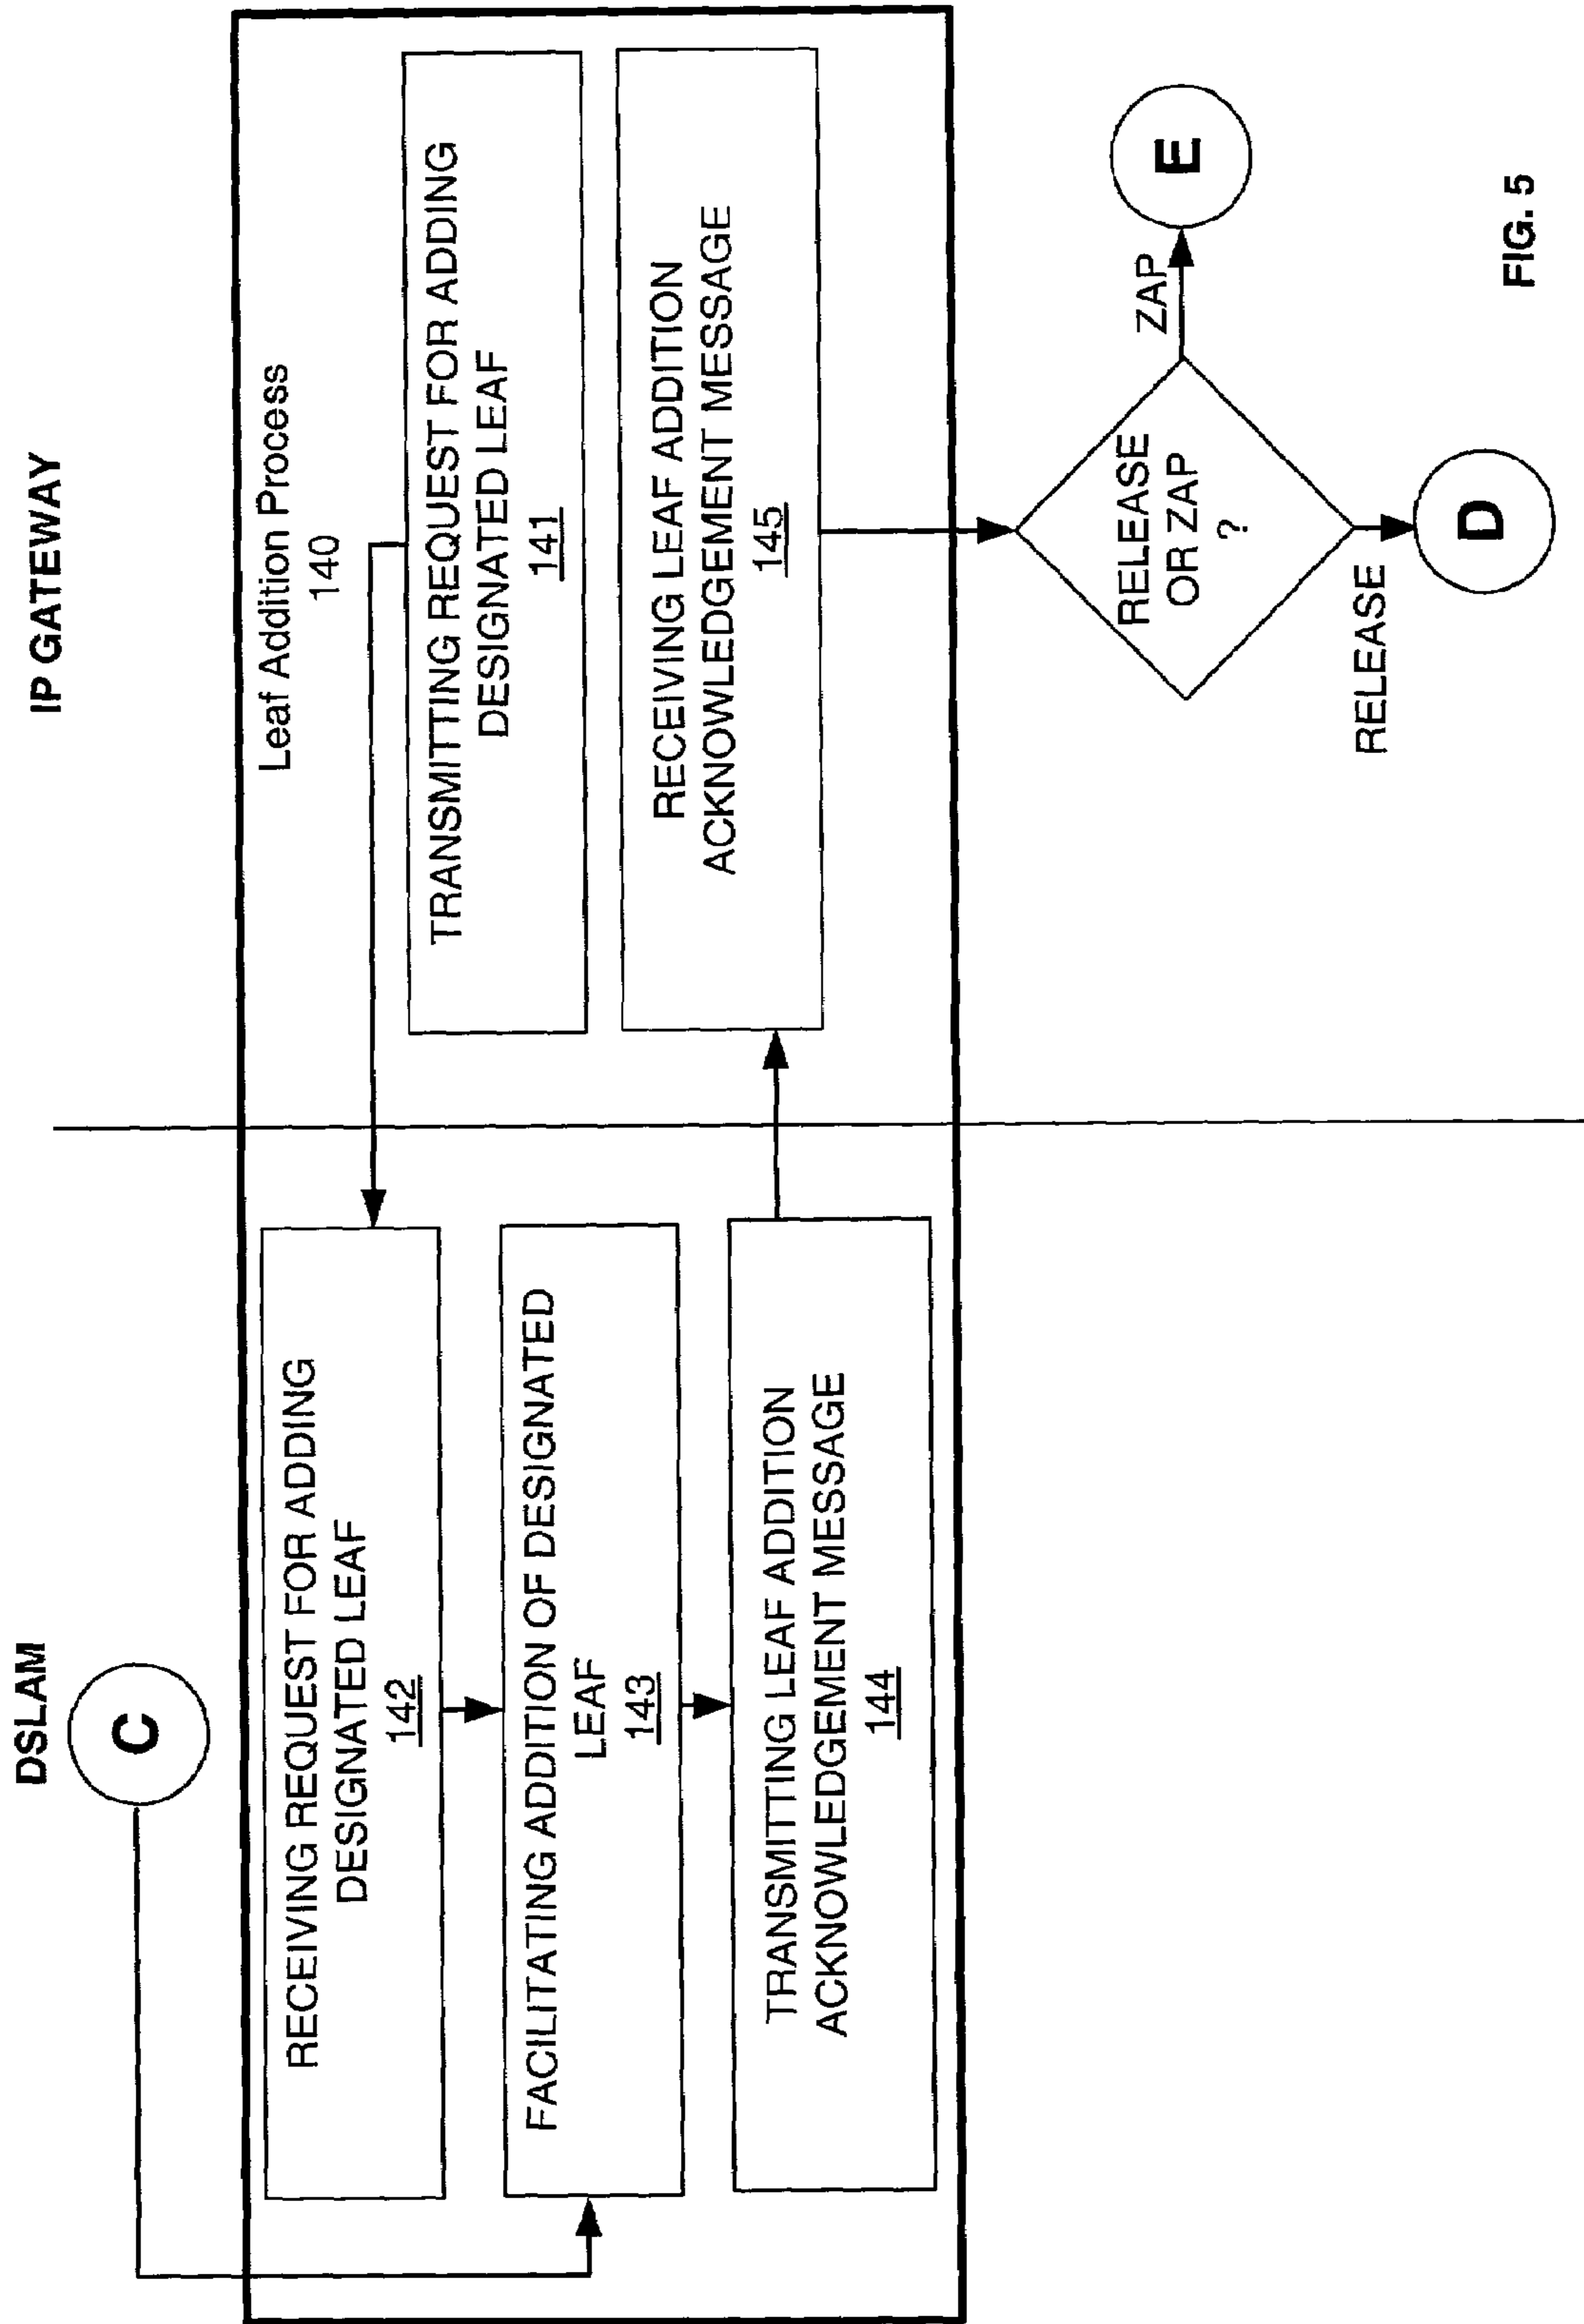 DSLAM
IP GATEWAY
C
Leaf Addition Process
140
RECEIVING REQUEST FOR ADDING
DESIGNATED LEAF
142
TRANSMITTING REQUEST FOR ADDING
DESIGNATED LEAF
141
FACILITATING ADDITION OF DESIGNATED
LEAF
143
RECEIVING LEAF ADDITION
ACKNOWLEDGEMENT MESSAGE
145
TRANSMITTING LEAF ADDITION
ACKNOWLEDGEMENT MESSAGE
144
RELEASE
OR ZAP
?
ZAP
E
RELEASE
D
FIG. 5